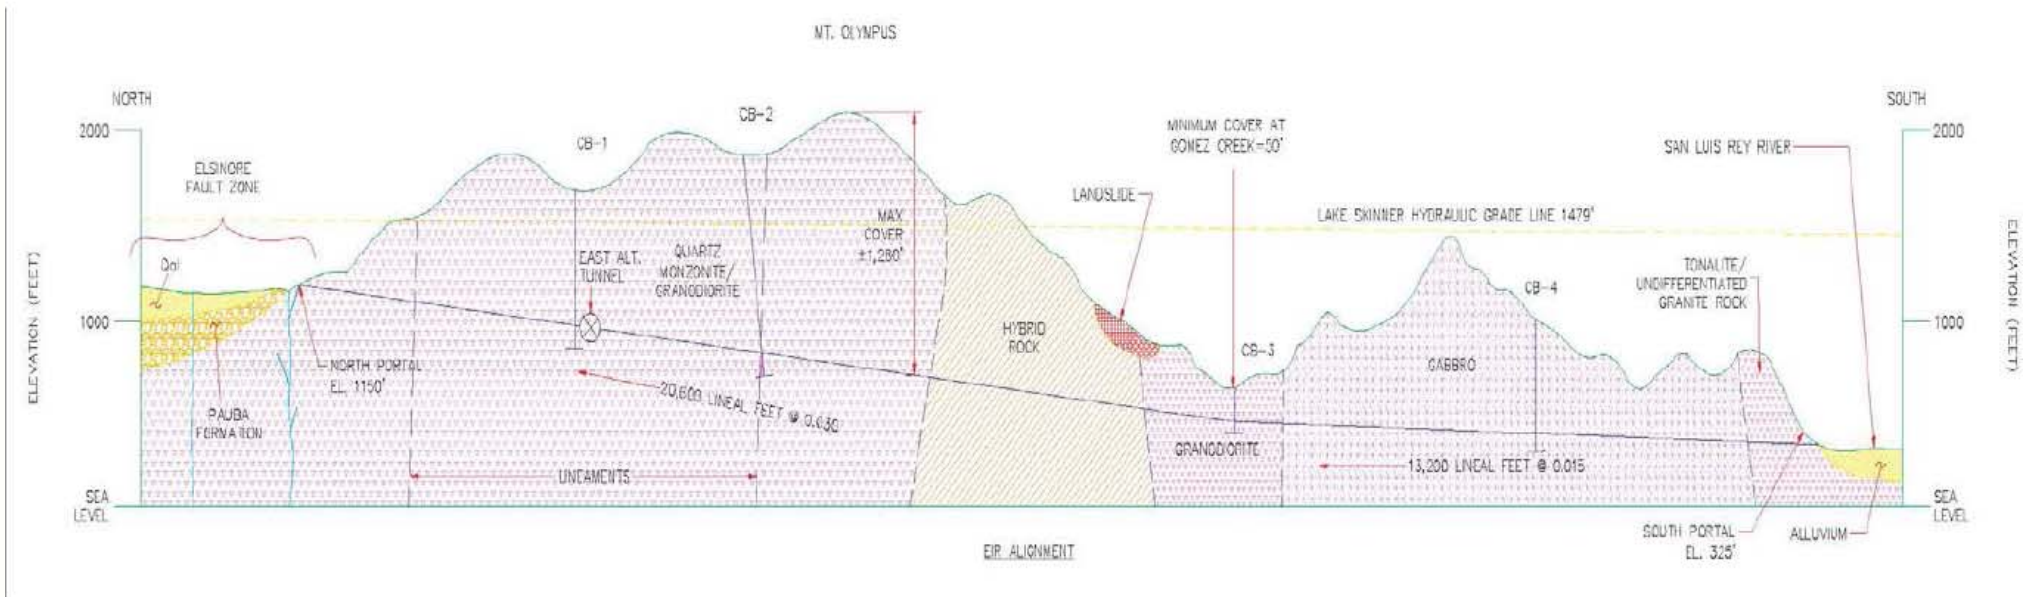 MT. OLYMPUS
NORTH
SOUTH
2000
2000
CB-2
CB-1
MINIMUM COVER AT
GOMEZ CREEK=50'
SAN LUIS REY RIVER
ELSINORE
FAULT ZONE
LANDSLIDE
LAKE SKINNER HYDRAULIC GRADE LINE 1479'
MAX
COVER
±1,280'
ELEVATION (FEET)
ELEVATION (FEET)
Qal
EAST ALT.
TUNNEL
QUARTZ
MONZONITE/
GRANODIORITE
TONALITE/
UNDIFFERENTIATED
GRANITE ROCK
CB-4
1000
1000
HYBRID
ROCK
CB-3
GABBRO
NORTH PORTAL
EL. 1150'
20,600 LINEAL FEET @ 0.030
PAUBA
FORMATION
GRANODIORITE
LINEAMENTS
13,200 LINEAL FEET @ 0.015
SEA
LEVEL
SEA
LEVEL
SOUTH PORTAL
EL. 325'
ALLUVIUM
EIR ALIGNMENT